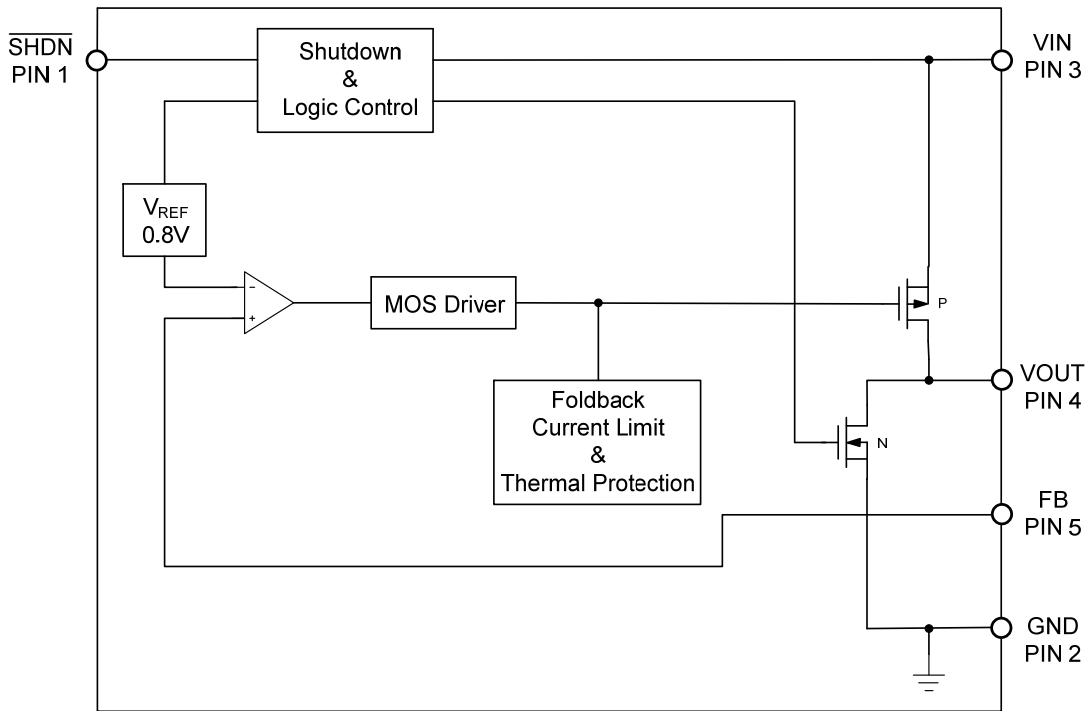 SHDN
PIN 1
Shutdown
&
Logic Control
VIN
PIN 3
VREF
0.8V
-
+
MOS Driver
P
Foldback
Current Limit
&
Thermal Protection
VOUT
PIN 4
N
FB
PIN 5
GND
PIN 2